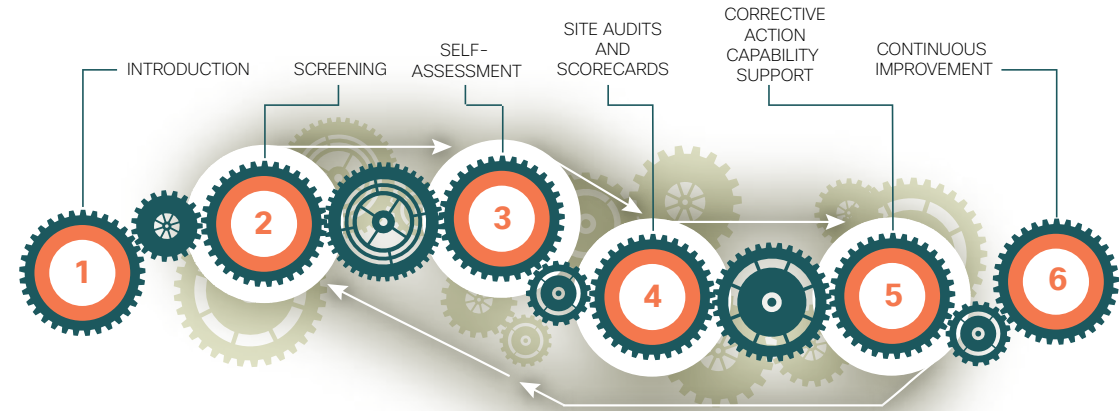 INTRODUCTION
SCREENING
SELF-
ASSESSMENT
SITE AUDITS
AND
SCORECARDS
CORRECTIVE
ACTION
CAPABILITY
SUPPORT
CONTINUOUS
IMPROVEMENT
1
2
3
4
5
6